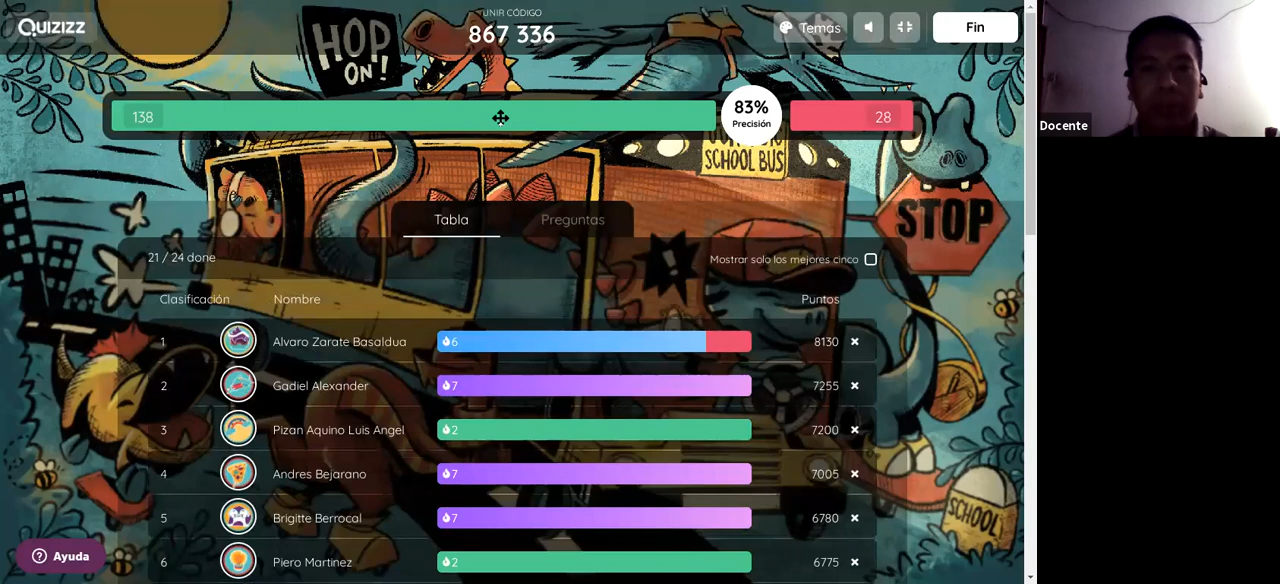 QUIZIZZ
UNIR CÓDIGO
867 336
Temas
Fin
HOP
ON!
138
83%
Precisión
28
SCHOOL BUS
STOP
Tabla
Preguntas
21 / 24 done
Mostrar solo los mejores cinco
Clasificación Nombre Puntos
1 Alvaro Zarate Basaldua 6 8130
2 Gadiel Alexander 7 7255
3 Pizan Aquino Luis Angel 2 7200
4 Andres Bejarano 7 7005
5 Brigitte Berrocal 7 6780
6 Piero Martinez 2 6775
SCHOOL
Ayuda
Docente